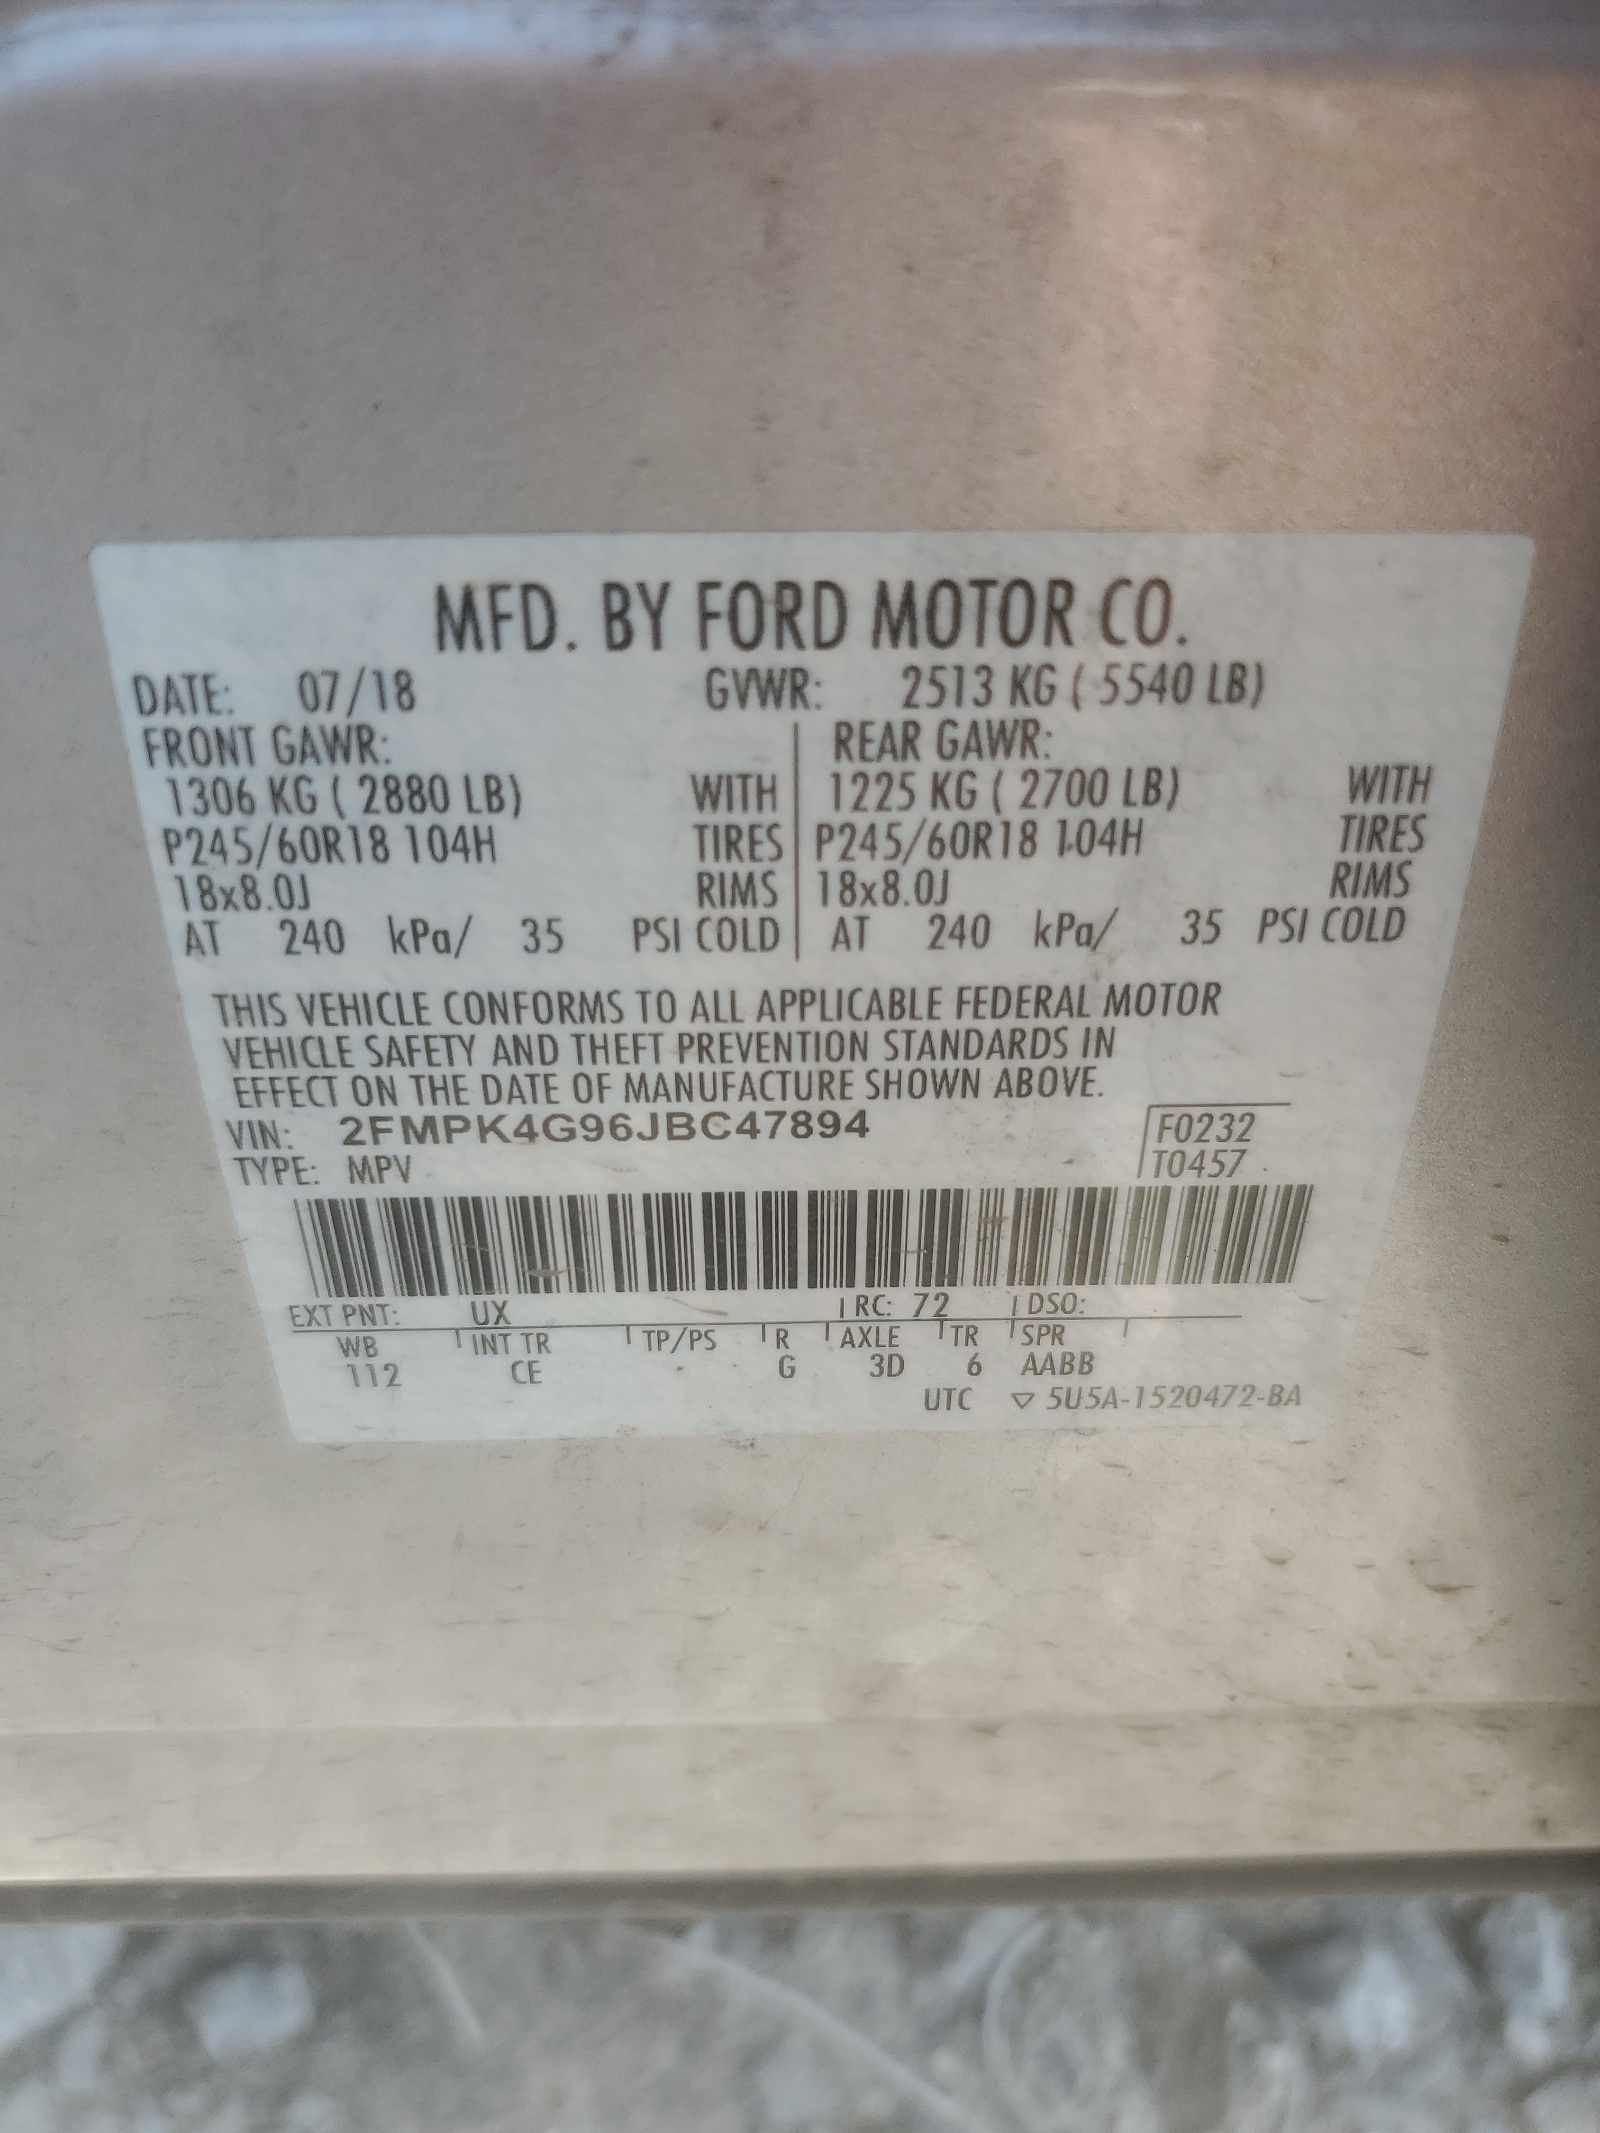 MFD. BY FORD MOTOR CO.
DATE: 07/18 GVWR: 2513 KG ( 5540 LB)
FRONT GAWR: REAR GAWR:
1306 KG ( 2880 LB) WITH 1225 KG ( 2700 LB) WITH
P245/60R18 104H TIRES P245/60R18 104H TIRES
18x8.0J RIMS 18x8.0J RIMS
AT 240 kPa/ 35 PSI COLD AT 240 kPa/ 35 PSI COLD
THIS VEHICLE CONFORMS TO ALL APPLICABLE FEDERAL MOTOR
VEHICLE SAFETY AND THEFT PREVENTION STANDARDS IN
EFFECT ON THE DATE OF MANUFACTURE SHOWN ABOVE.
VIN: 2FMPK4G96JBC47894 F0232
TYPE: MPV T0457
EXT PNT: UX RC: 72 DSO:
WB INT TR TP/PS R AXLE TR SPR
112 CE G 3D 6 AABB
UTC ▽ 5U5A-1520472-BA